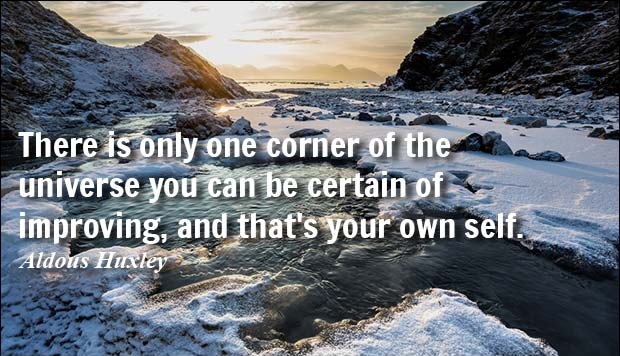 There is only one corner of the
universe you can be certain of
improving, and that's your own self.
Aldous Huxley